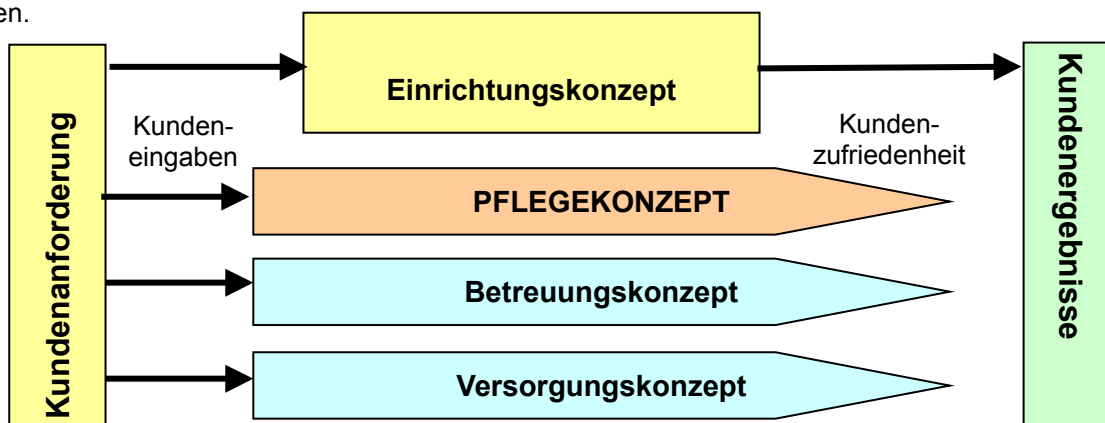 en.
Einrichtungskonzept
Kundenanforderung
Kunden-
eingaben
Kunden-
zufriedenheit
Kundenergebnisse
PFLEGEKONZEPT
Betreuungskonzept
Versorgungskonzept